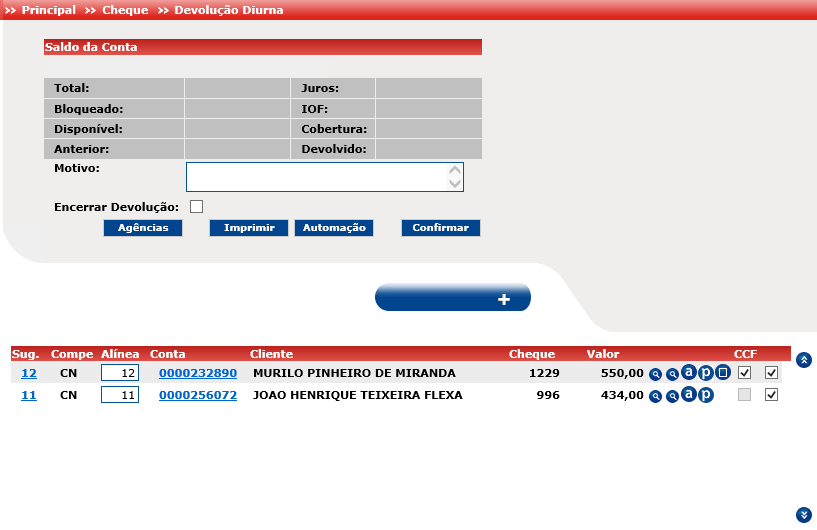 >> Principal >> Cheque >> Devolução Diurna
Saldo da Conta
Total: Juros:
Bloqueado: IOF:
Disponível: Cobertura:
Anterior: Devolvido:
Motivo:
Encerrar Devolução:
Agências Imprimir Automação Confirmar
+
Sug. Compe Alínea Conta Cliente Cheque Valor CCF
12 CN 12 0000232890 MURILO PINHEIRO DE MIRANDA 1229 550,00 a p
11 CN 11 0000256072 JOAO HENRIQUE TEIXEIRA FLEXA 996 434,00 a p